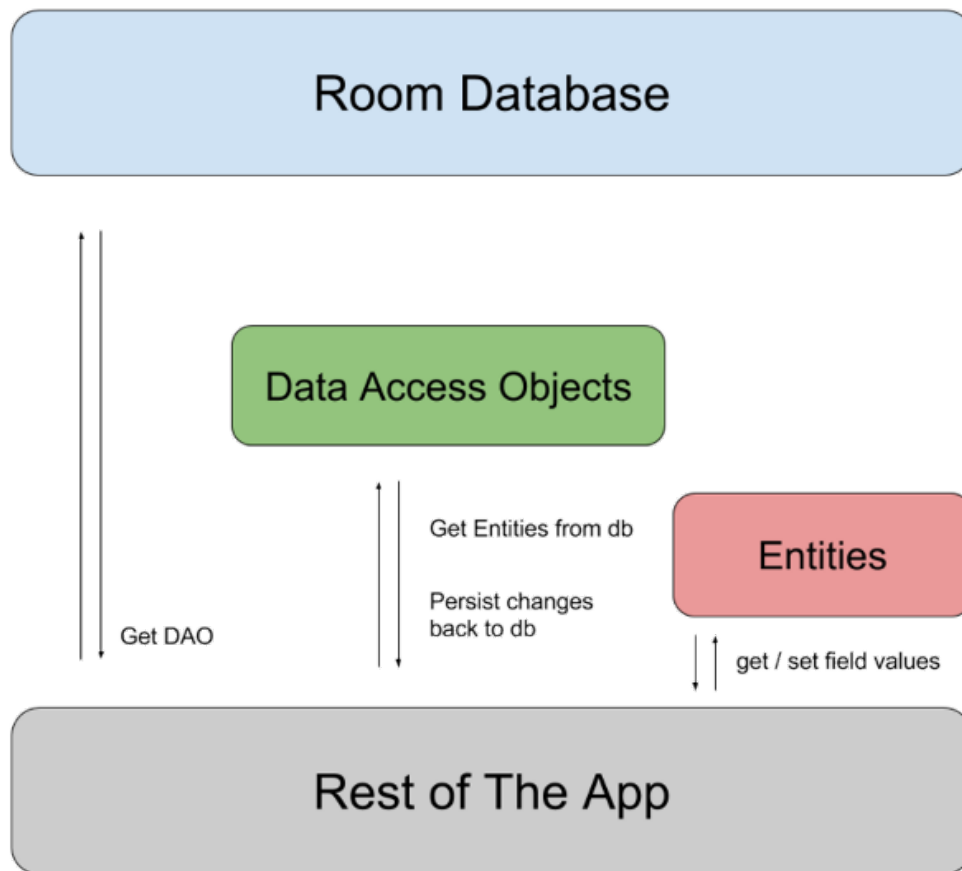 Room Database
Data Access Objects
Get Entities from db
Entities
Persist changes
back to db
Get DAO
get / set field values
Rest of The App